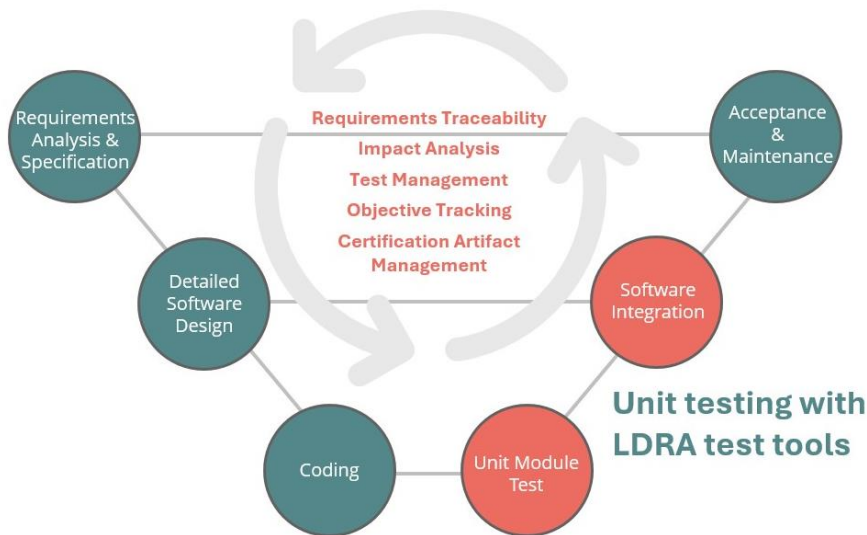 Requirements
Analysis &
Specification
Requirements Traceability
Impact Analysis
Test Management
Objective Tracking
Certification Artifact
Management
Acceptance
&
Maintenance
Detailed
Software
Design
Software
Integration
Coding
Unit Module
Test
Unit testing with
LDRA test tools